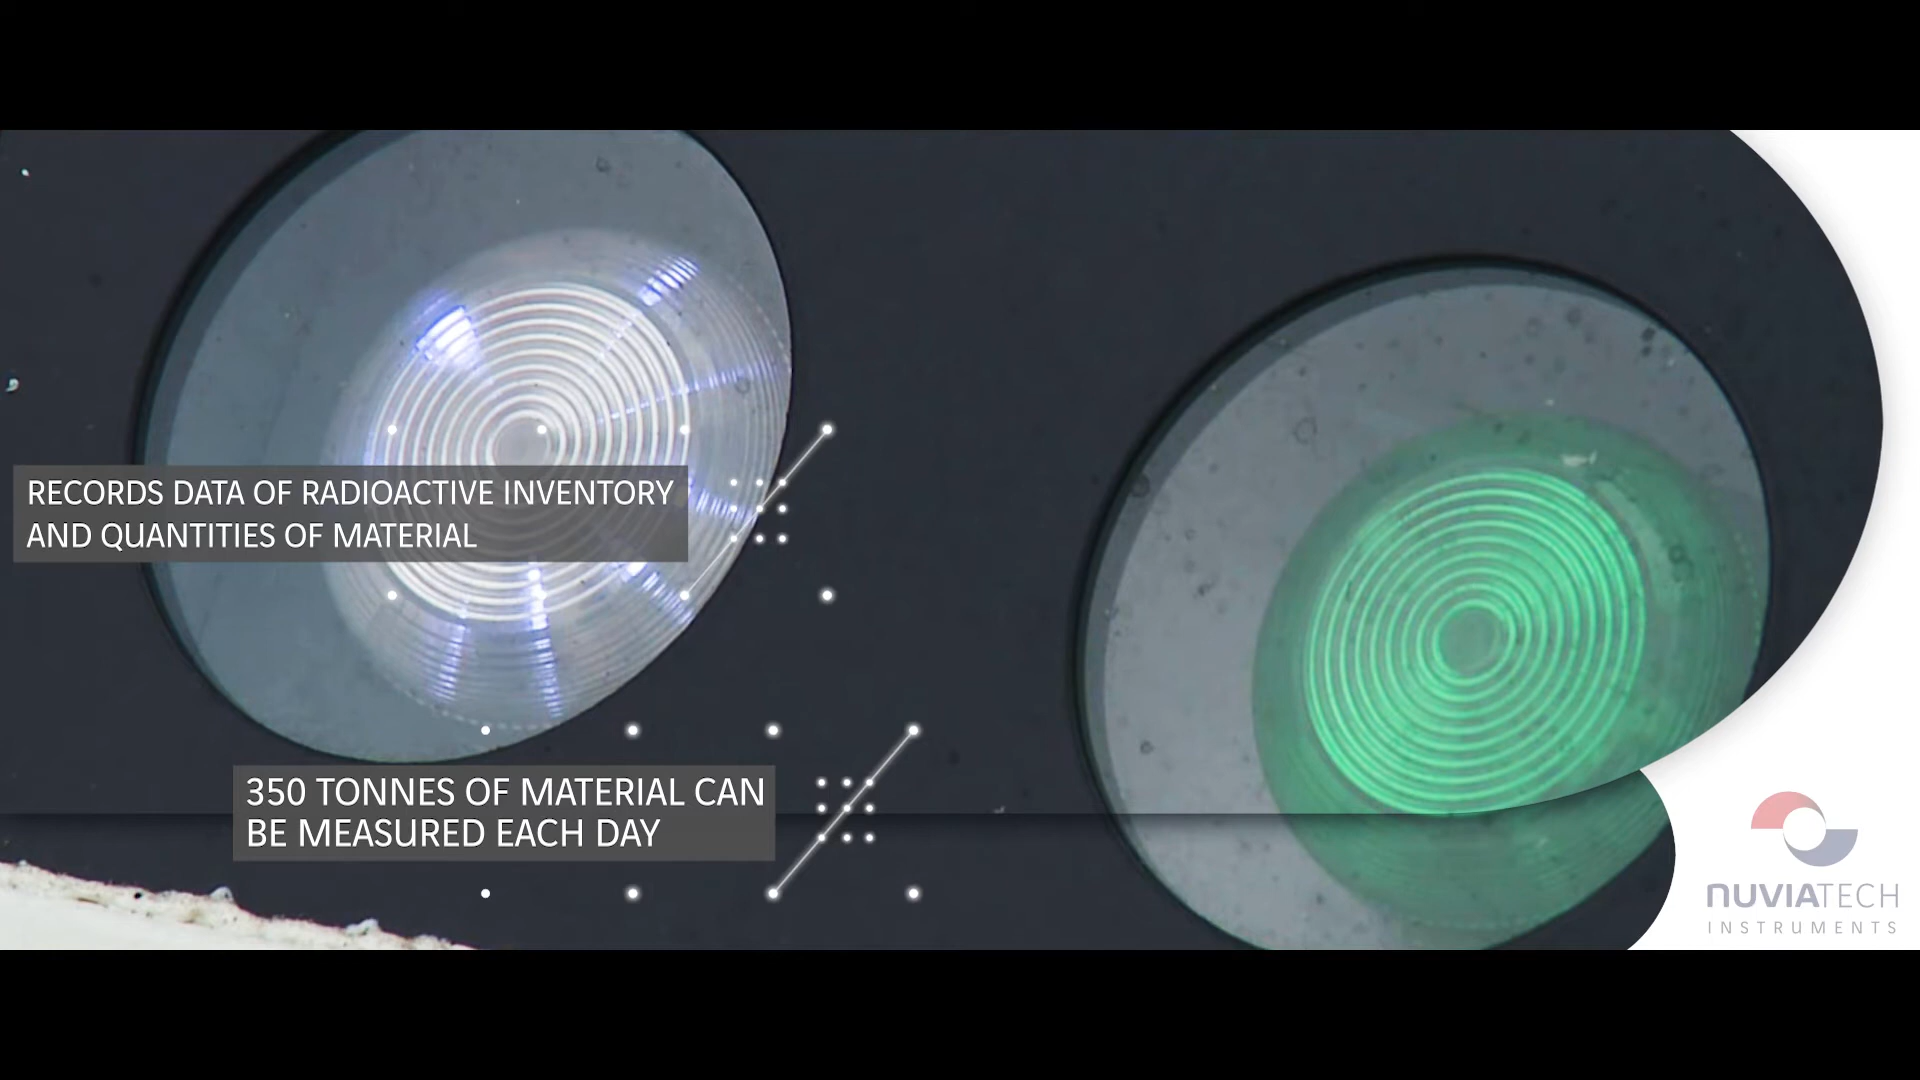 RECORDS DATA OF RADIOACTIVE INVENTORY
AND QUANTITIES OF MATERIAL
350 TONNES OF MATERIAL CAN
BE MEASURED EACH DAY
NUVIATECH
INSTRUMENTS